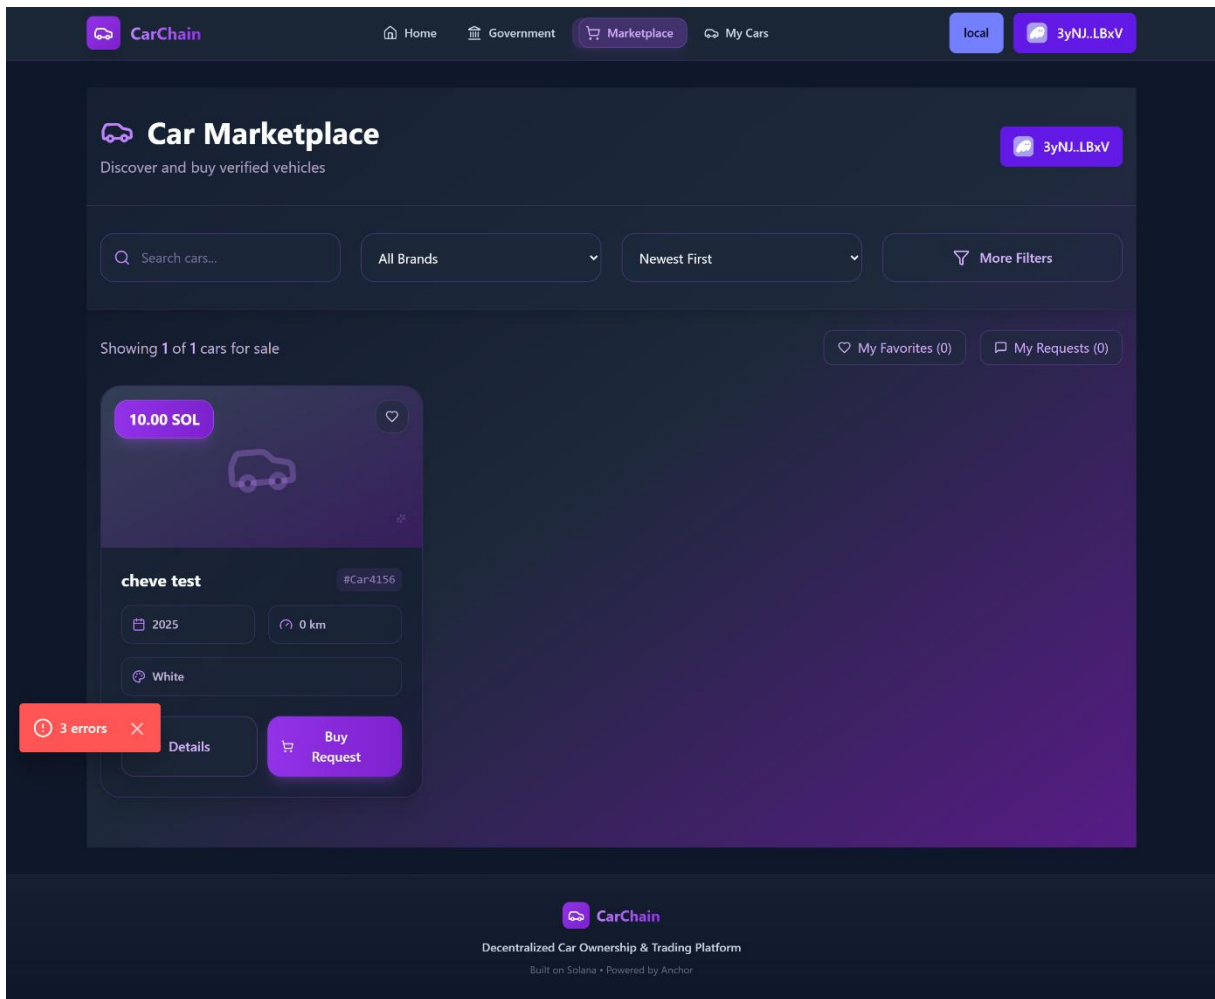 CarChain
Home
Government
Marketplace
My Cars
local
3yNJ..LBxV
Car Marketplace
Discover and buy verified vehicles
3yNJ..LBxV
Search cars...
All Brands
Newest First
More Filters
Showing 1 of 1 cars for sale
My Favorites (0)
My Requests (0)
10.00 SOL
cheve test
#Car4156
2025
0 km
White
3 errors
Details
Buy
Request
CarChain
Decentralized Car Ownership & Trading Platform
Built on Solana • Powered by Anchor